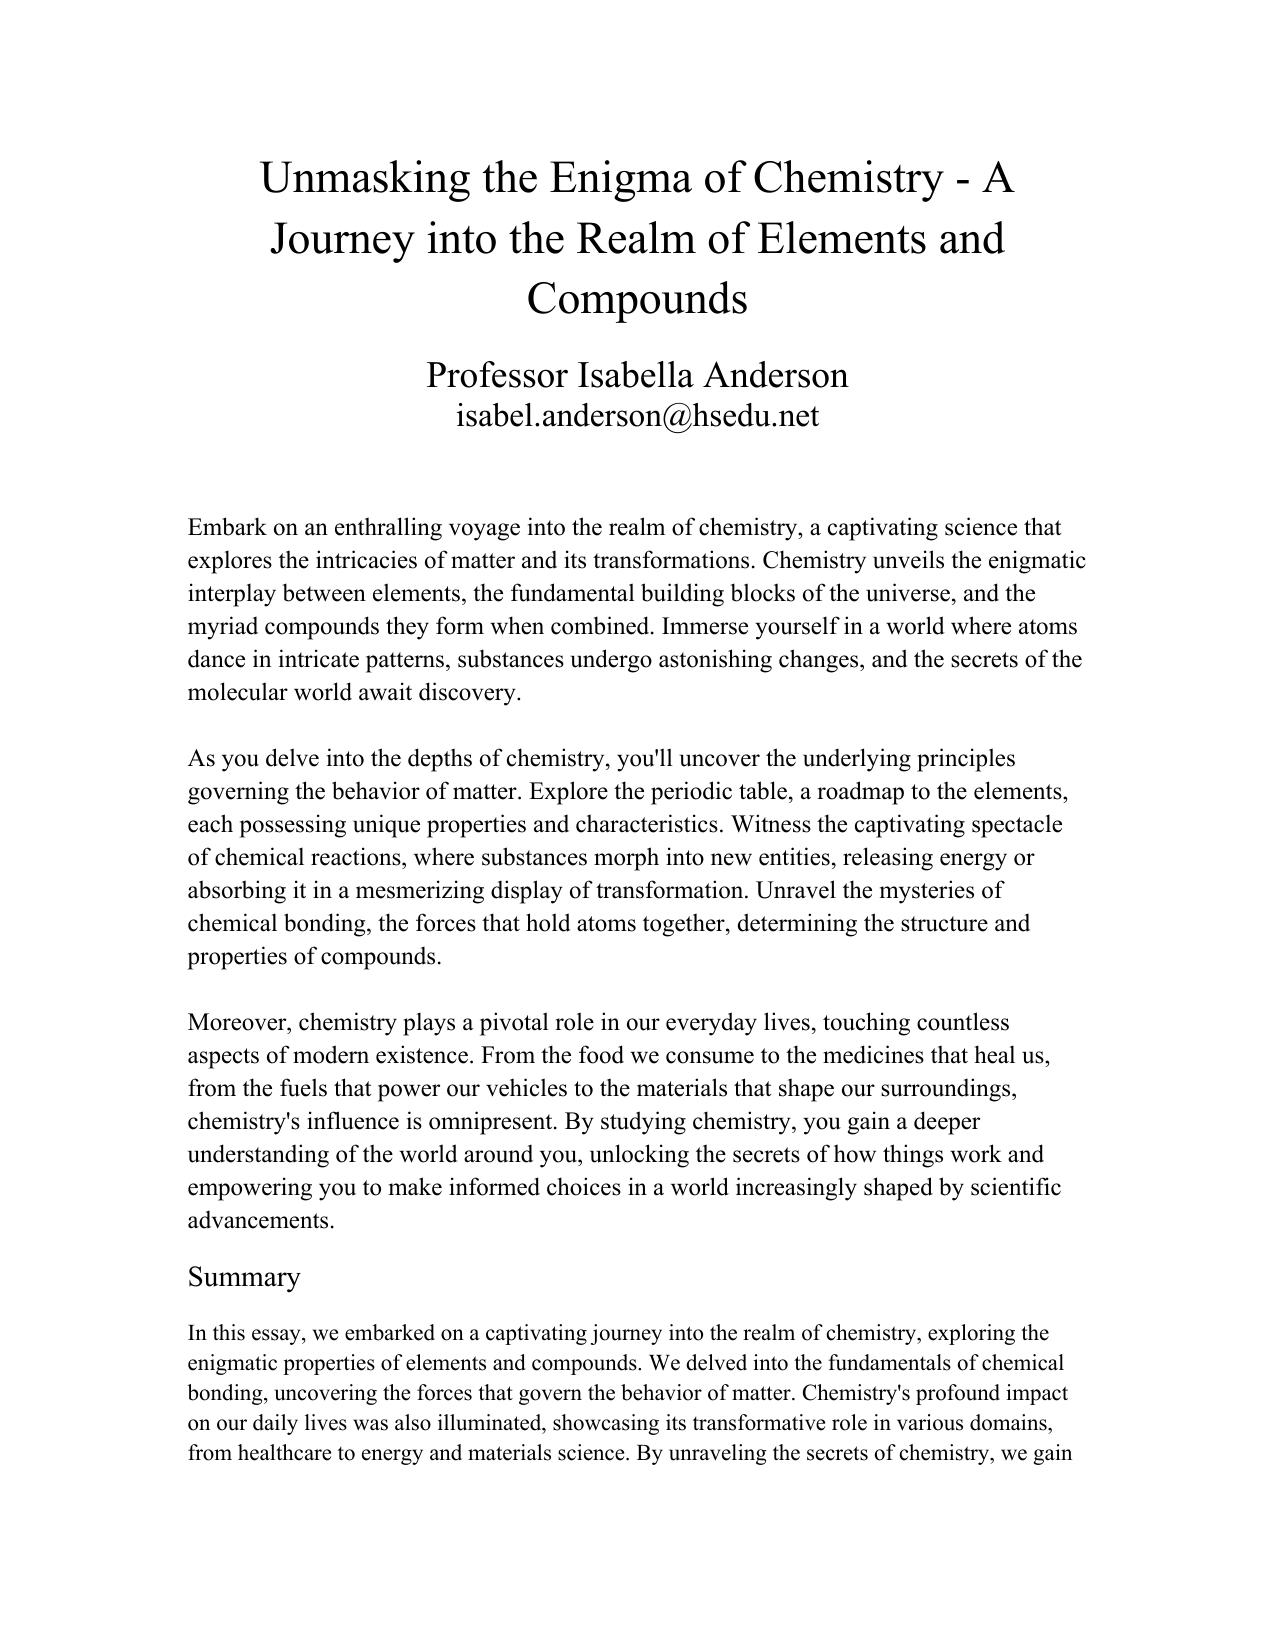 Unmasking the Enigma of Chemistry - A
Journey into the Realm of Elements and
Compounds
Professor Isabella Anderson
isabel.anderson@hsedu.net
Embark on an enthralling voyage into the realm of chemistry, a captivating science that
explores the intricacies of matter and its transformations. Chemistry unveils the enigmatic
interplay between elements, the fundamental building blocks of the universe, and the
myriad compounds they form when combined. Immerse yourself in a world where atoms
dance in intricate patterns, substances undergo astonishing changes, and the secrets of the
molecular world await discovery.
As you delve into the depths of chemistry, you'll uncover the underlying principles
governing the behavior of matter. Explore the periodic table, a roadmap to the elements,
each possessing unique properties and characteristics. Witness the captivating spectacle
of chemical reactions, where substances morph into new entities, releasing energy or
absorbing it in a mesmerizing display of transformation. Unravel the mysteries of
chemical bonding, the forces that hold atoms together, determining the structure and
properties of compounds.
Moreover, chemistry plays a pivotal role in our everyday lives, touching countless
aspects of modern existence. From the food we consume to the medicines that heal us,
from the fuels that power our vehicles to the materials that shape our surroundings,
chemistry's influence is omnipresent. By studying chemistry, you gain a deeper
understanding of the world around you, unlocking the secrets of how things work and
empowering you to make informed choices in a world increasingly shaped by scientific
advancements.
Summary
In this essay, we embarked on a captivating journey into the realm of chemistry, exploring the
enigmatic properties of elements and compounds. We delved into the fundamentals of chemical
bonding, uncovering the forces that govern the behavior of matter. Chemistry's profound impact
on our daily lives was also illuminated, showcasing its transformative role in various domains,
from healthcare to energy and materials science. By unraveling the secrets of chemistry, we gain